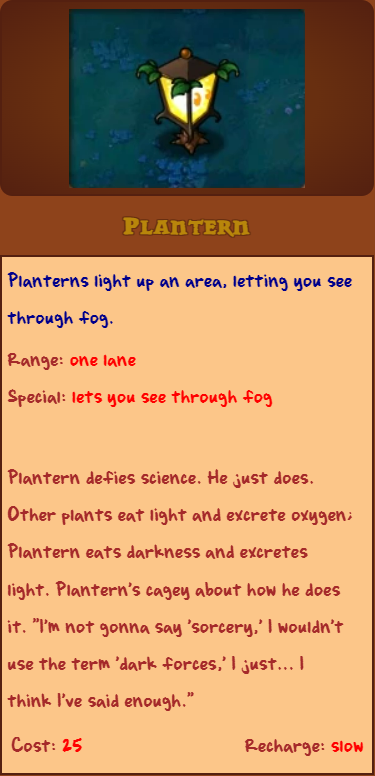 Plantern
Planterns light up an area, letting you see
through fog.
Range: one lane
Special: lets you see through fog
Plantern defies science. He just does.
Other plants eat light and excrete oxygen;
Plantern eats darkness and excretes
light. Plantern's cagey about how he does
it. "I'm not gonna say 'sorcery,' I wouldn't
use the term 'dark forces,' I just... I
think I've said enough."
Cost: 25 Recharge: slow